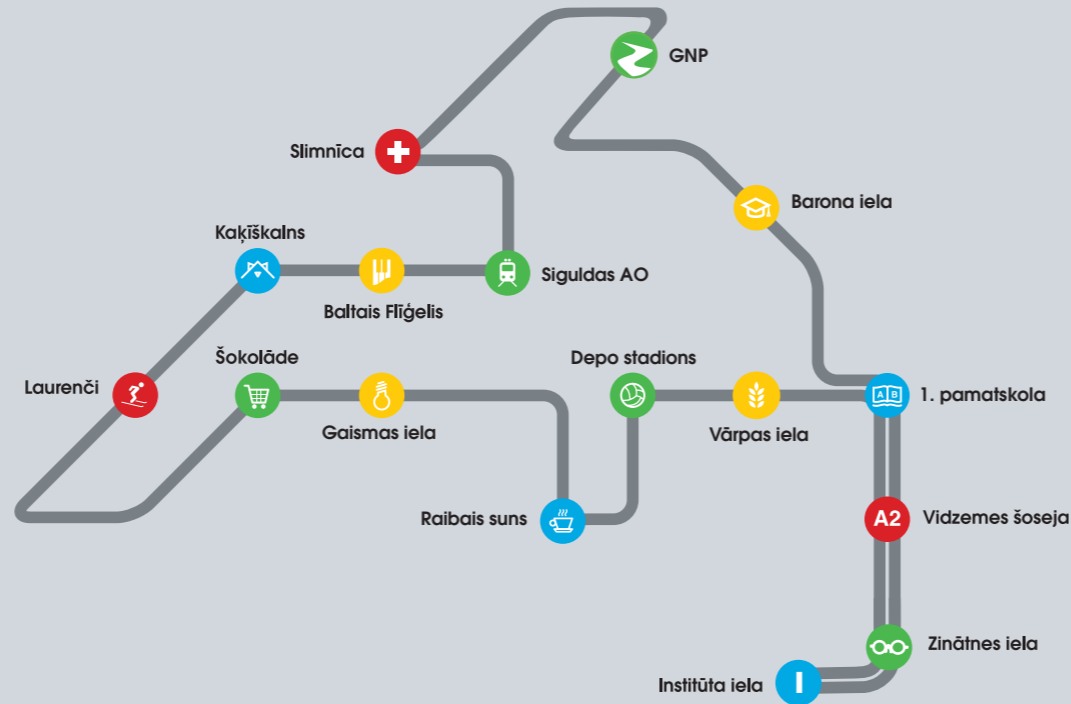 GNP
Slimnīca
Barona iela
Kaķīškalns
Siguldas AO
Baltais Flīģelis
Laurenči
Šokolāde
Depo stadions
A B
1. pamatskola
Gaismas iela
Vārpas iela
Raibais suns
A2
Vidzemes šoseja
Zinātnes iela
Institūta iela
I